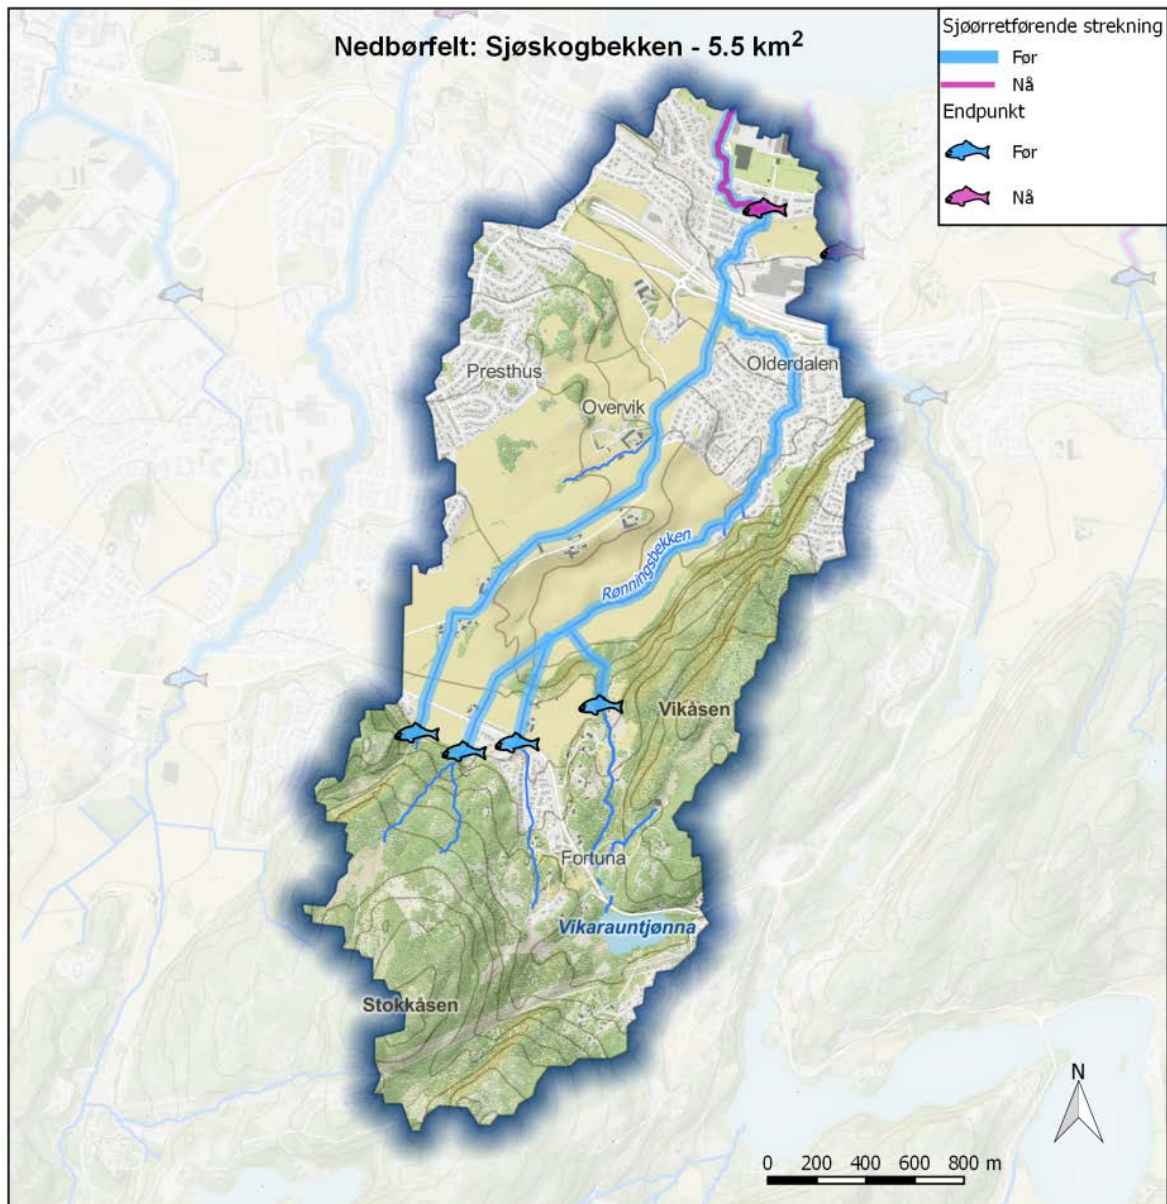 Nedbørfelt: Sjøskogbekken - 5.5 km²
Sjøørretførende strekning
Før
Nå
Endpunkt
Før
Nå
Presthus
Olderdalen
Overvik
Rønningsbekken
Vikåsen
Fortuna
Vikarauntjønna
Stokkåsen
N
0 200 400 600 800 m